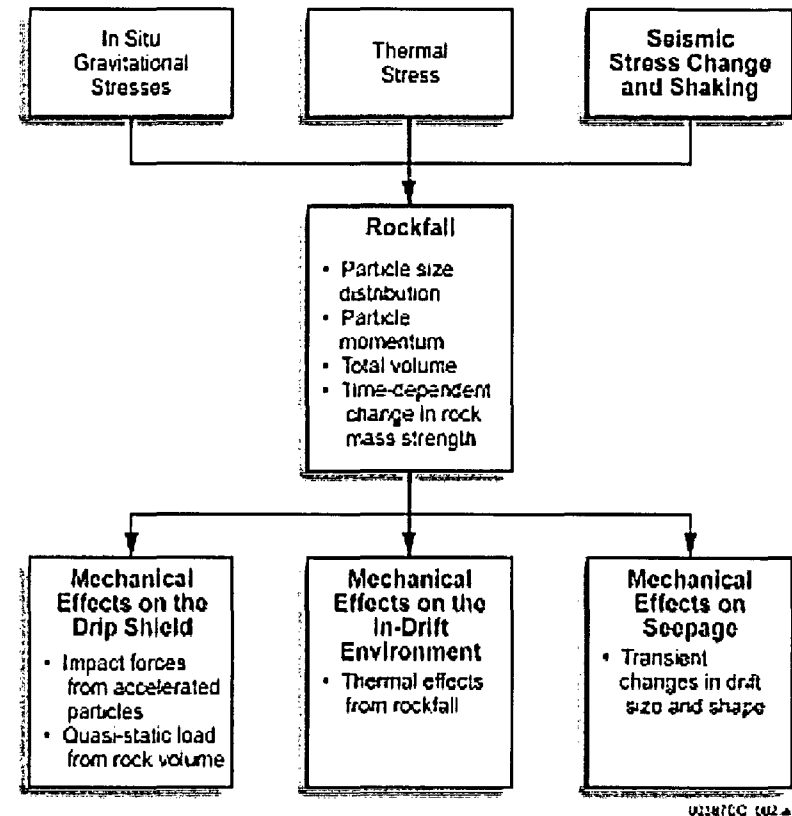 In Situ
Gravitational
Stresses
Thermal
Stress
Seismic
Stress Change
and Shaking
Rockfall
• Particle size
distribution
• Particle
momentum
• Total volume
• Time-dependent
change in rock
mass strength
Mechanical
Effects on the
Drip Shield
• Impact forces
from accelerated
particles
• Quasi-static load
from rock volume
Mechanical
Effects on the
In-Drift
Environment
• Thermal effects
from rockfall
Mechanical
Effects on
Seepage
• Transient
changes in drift
size and shape